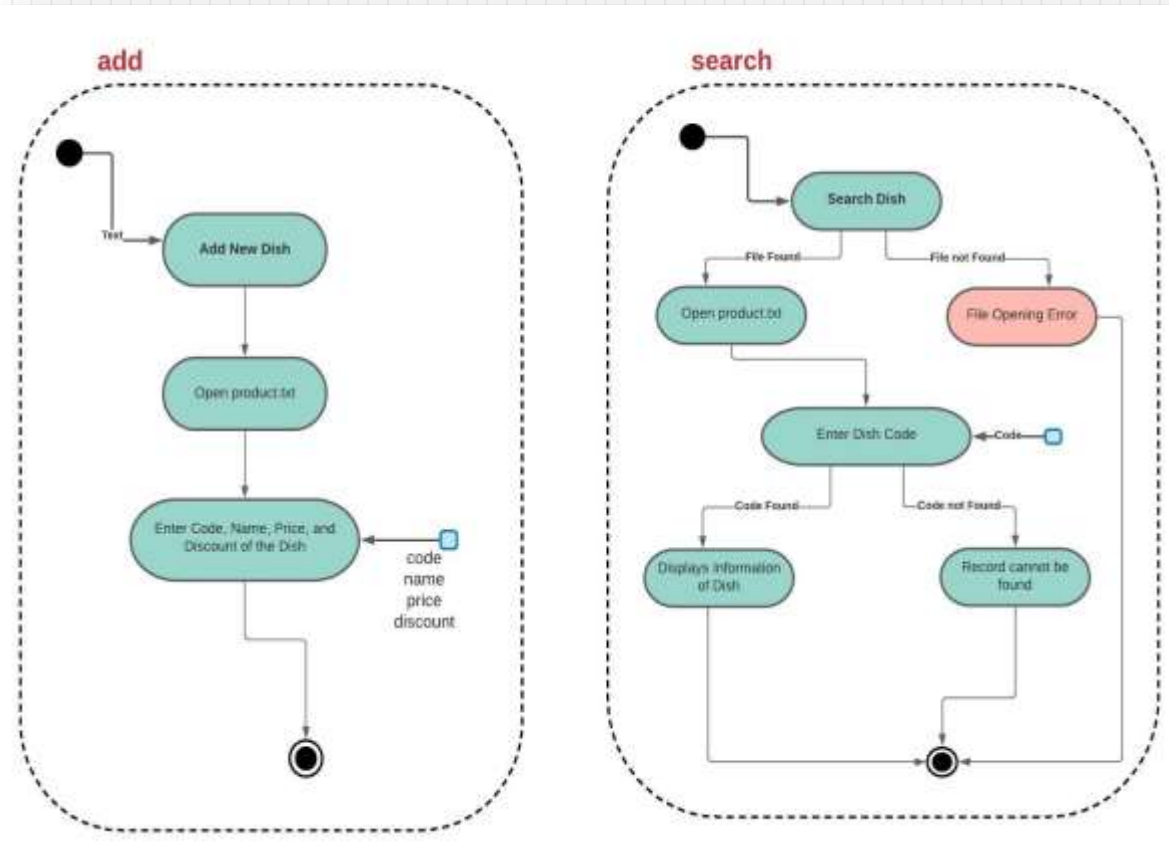 add
Text
Add New Dish
Open product.txt
Enter Code, Name, Price, and
Discount of the Dish
code
name
price
discount
search
Search Dish
File Found
File not Found
Open product.txt
File Opening Error
Enter Dish Code
Code
Code Found
Code not Found
Displays Information
of Dish
Record cannot be
found